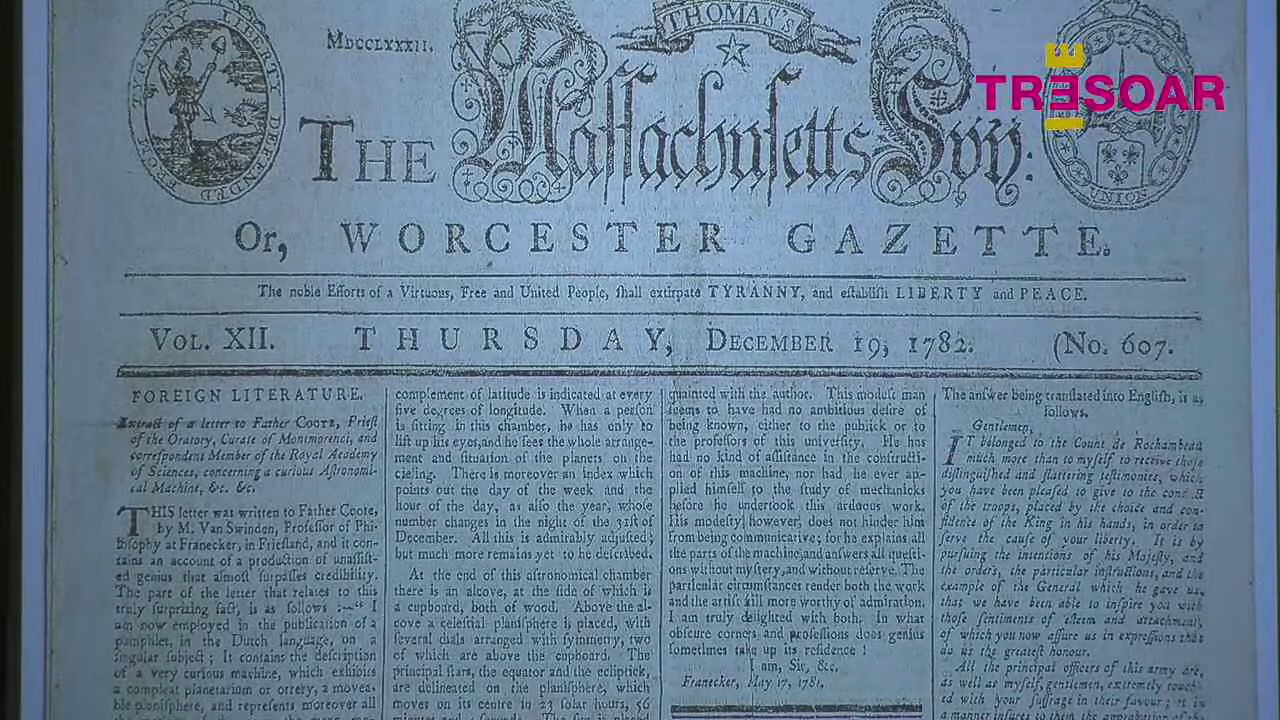 MDCCLXXXII.
THOMAS's
TRESOAR
TYRANNY LIBERTY DEFENDED FROM
THE Maſſachuſetts Spy:
UNION
Or, WORCESTER GAZETTE.
The noble Efforts of a Virtuous, Free and United People, ſhall extirpate TYRANNY, and eſtabliſh LIBERTY and PEACE.
VOL. XII. THURSDAY, DECEMBER 19, 1782. (No. 607.
FOREIGN LITERATURE.
Extract of a letter to Father COOTE, Prieſt
of the Oratory, Curate of Montmorenci, and
correſpondent Member of the Royal Academy
of Sciences, concerning a curious Aſtronomi-
cal Machine, &c. &c.
THIS letter was written to Father Coote,
by M. Van Swinden, Profeſſor of Phi-
loſophy at Franecker, in Frieſland, and it con-
tains an account of a production of unaſſiſt-
ed genius that almoſt ſurpaſſes credibility.
The part of the letter that relates to this
truly ſurpriſing fact, is as follows :—" I
am now employed in the publication of a
pamphlet, in the Dutch language, on a
ſingular ſubject ; It contains the deſcription
of a very curious machine, which exhibits
a compleat planetarium or orrery, a movea-
ble planiſphere, and repreſents moreover all
complement of latitude is indicated at every
five degrees of longitude. When a perſon
is ſitting in this chamber, he has only to
lift up his eyes, and he ſees the whole arrange-
ment and ſituation of the planets on the
cieling. There is moreover an index which
points out the day of the week and the
hour of the day, as alſo the year, whoſe
number changes in the night of the 31ſt of
December. All this is admirably adjuſted ;
but much more remains yet to be deſcribed.
At the end of this aſtronomical chamber
there is an alcove, at the ſide of which is
a cupboard, both of wood. Above the al-
cove a celeſtial planiſphere is placed, with
ſeveral dials arranged with ſymmetry, two
of which are above the cupboard. The
principal ſtars, the equator and the ecliptick,
are delineated on the planiſphere, which
moves on its centre in 23 ſolar hours, 56
quainted with the author. This modeſt man
ſeems to have had no ambitious deſire of
being known, either to the publick or to
the profeſſors of this univerſity. He has
had no kind of aſſiſtance in the conſtructi-
on of this machine, nor had he ever ap-
plied himſelf to the ſtudy of mechanicks
before he undertook this arduous work.
His modeſty, however, does not hinder him
from being communicative; for he explains all
the parts of the machine, and anſwers all queſti-
ons without myſtery, and without reſerve. The
particular circumſtances render both the work
and the artiſt ſtill more worthy of admiration.
I am truly delighted with both. In what
obſcure corners and profeſſions does genius
ſometimes take up its reſidence !
I am, Sir, &c.
Franecker, May 17, 1781.
The anſwer being tranſlated into Engliſh, is as
follows.
Gentlemen,
IT belonged to the Count de Rochambeau
much more than to myſelf to receive thoſe
diſtinguiſhed and flattering teſtimonies, which
you have been pleaſed to give to the conduct
of the troops, placed by the choice and con-
fidence of the King in his hands, in order to
ſerve the cauſe of your liberty. It is by
purſuing the intentions of his Majeſty, and
the orders, the particular inſtructions, and the
example of the General which he gave us,
that we have been able to inſpire you with
thoſe ſentiments of eſteem and attachment,
of which you now aſſure us in expreſſions that
do us the greateſt honour.
All the principal officers of this army are,
as well as myſelf, gentlemen, extremely touch-
ed with your ſuffrage in their favour ; it in